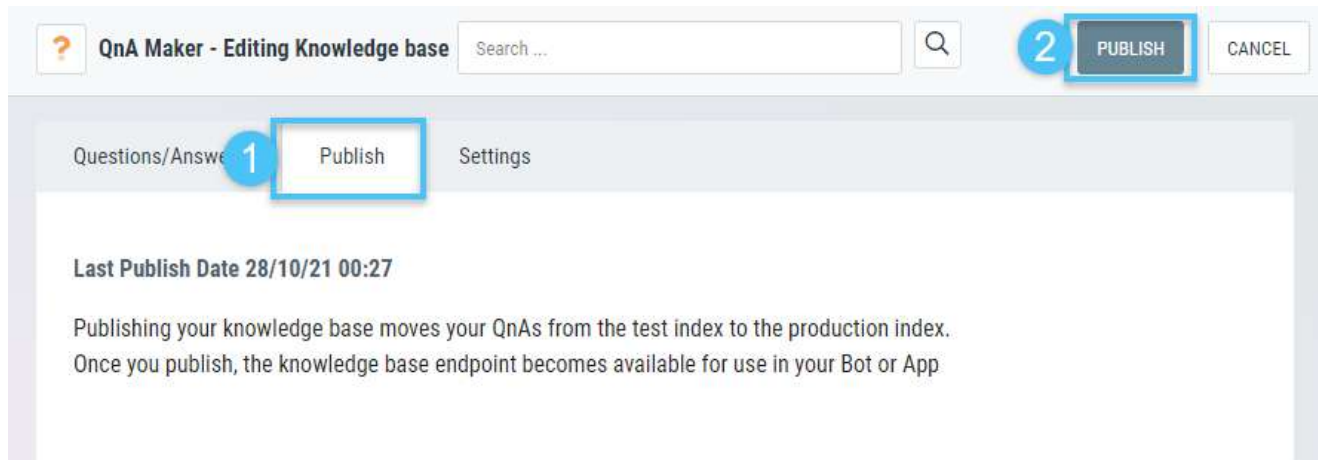 ? QnA Maker - Editing Knowledge base Search ... 2 PUBLISH CANCEL
Questions/Answe 1 Publish Settings
Last Publish Date 28/10/21 00:27
Publishing your knowledge base moves your QnAs from the test index to the production index.
Once you publish, the knowledge base endpoint becomes available for use in your Bot or App